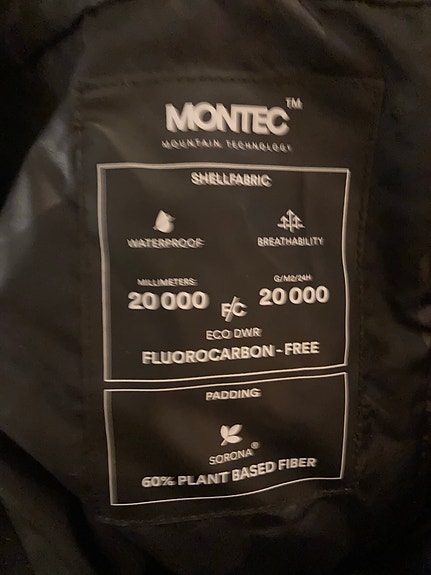 MONTEC™
MOUNTAIN TECHNOLOGY
SHELLFABRIC
WATERPROOF BREATHABILITY
MILLIMETERS: G/M2/24H
20 000 F/C 20 000
ECO DWR
FLUOROCARBON - FREE
PADDING
SORONA®
60% PLANT BASED FIBER